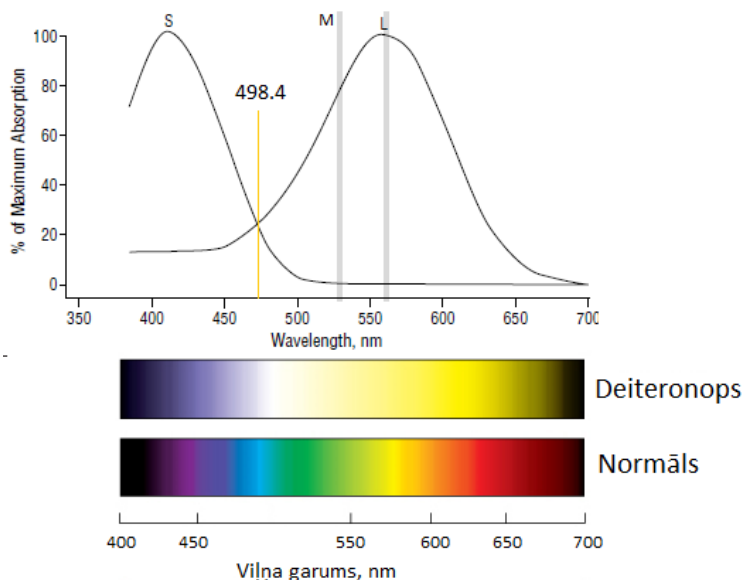 S
M
L
100
498.4
80
60
40
20
0
% of Maximum Absorption
350 400 450 500 550 600 650 700
Wavelength, nm
Deiteronops
Normāls
400 450 550 600 650 700
Viļņa garums, nm